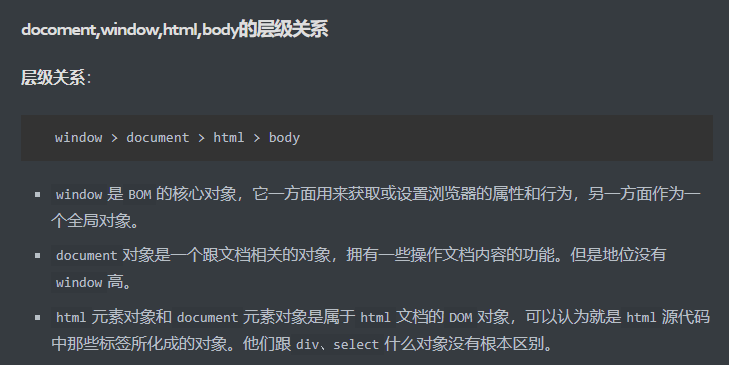 docoment,window,html,body的层级关系
层级关系：
window > document > html > body
window 是 BOM 的核心对象，它一方面用来获取或设置浏览器的属性和行为，另一方面作为一
个全局对象。
document 对象是一个跟文档相关的对象，拥有一些操作文档内容的功能。但是地位没有
window 高。
html 元素对象和 document 元素对象是属于 html 文档的 DOM 对象，可以认为就是 html 源代码
中那些标签所化成的对象。他们跟 div、select 什么对象没有根本区别。